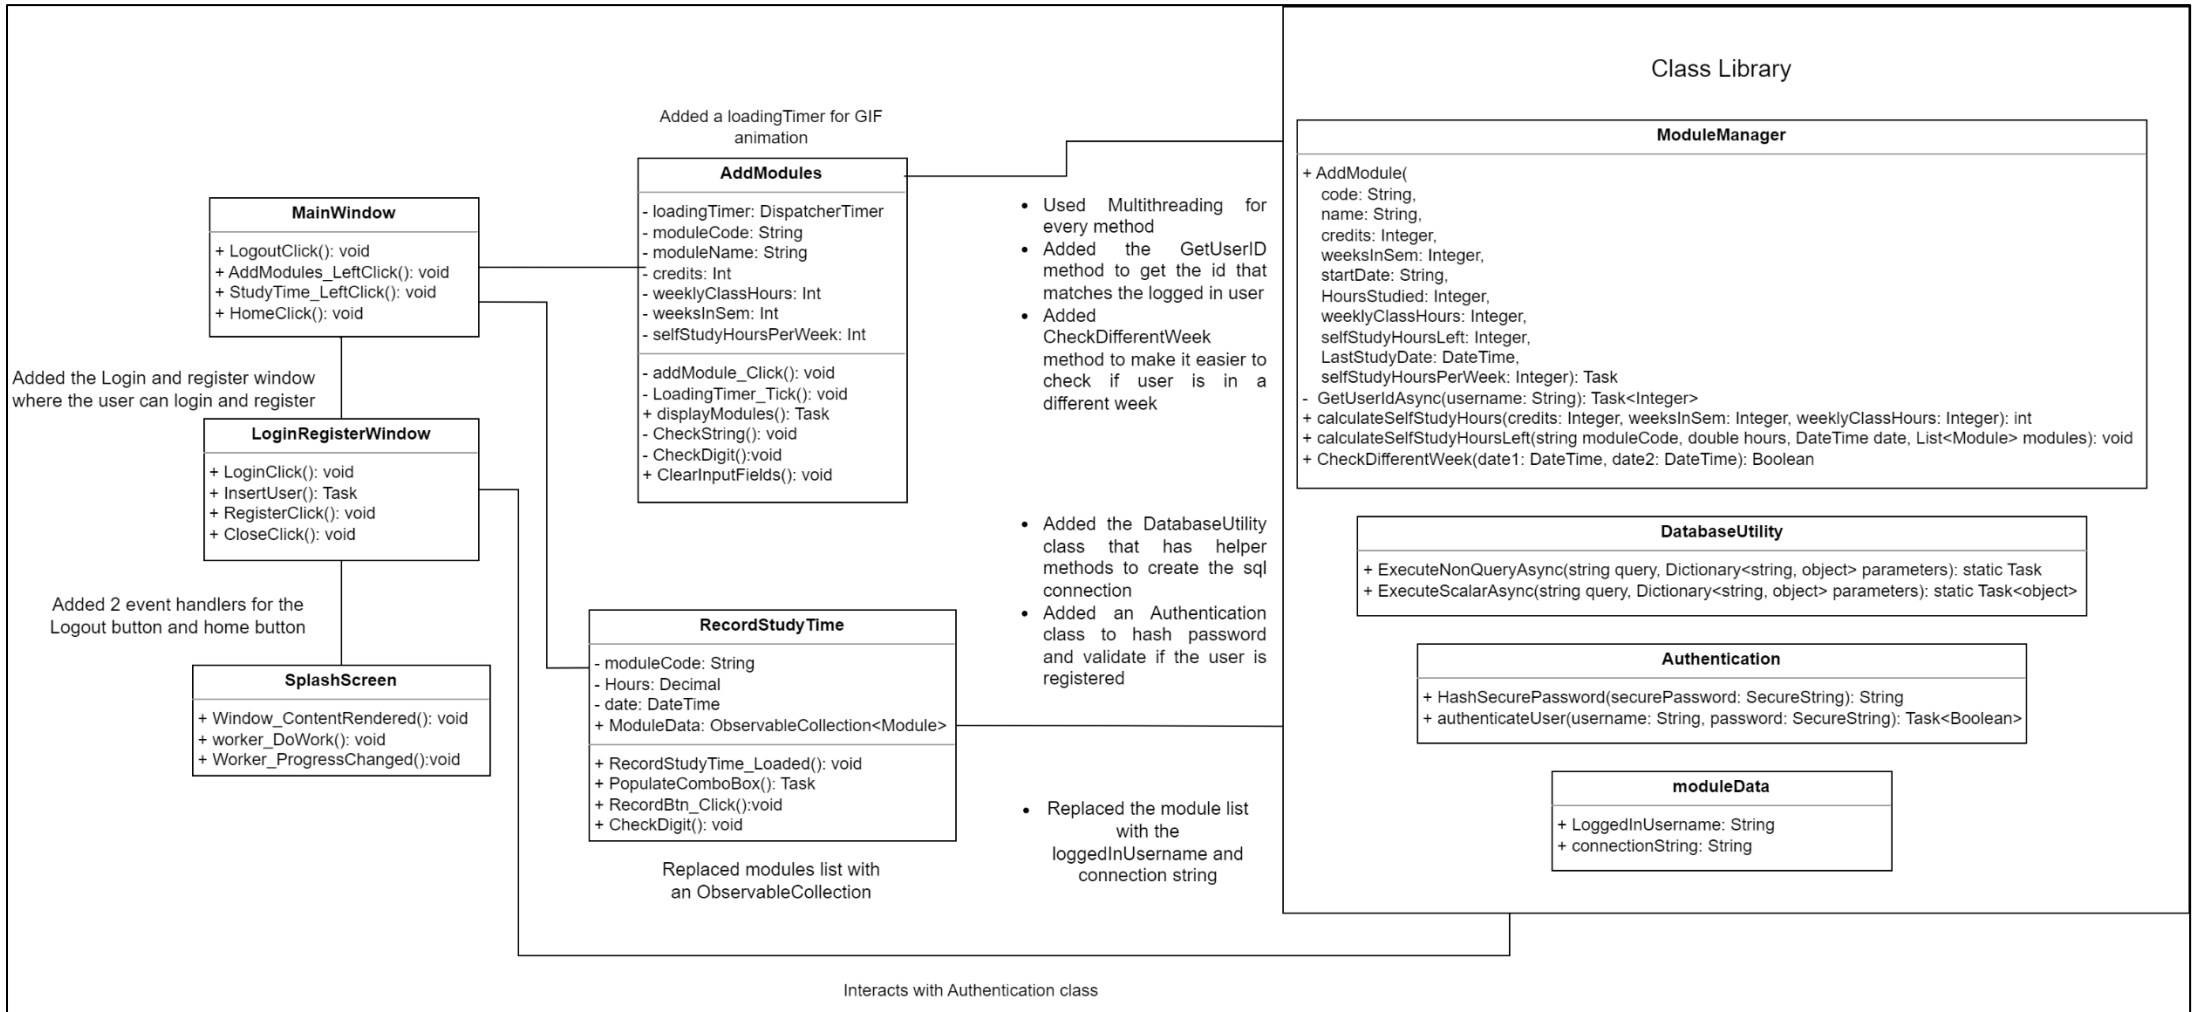 Class Library
Added a loadingTimer for GIF
animation
MainWindow
+ LogoutClick(): void
+ AddModules_LeftClick(): void
+ StudyTime_LeftClick(): void
+ HomeClick(): void
Added the Login and register window
where the user can login and register
LoginRegisterWindow
+ LoginClick(): void
+ InsertUser(): Task
+ RegisterClick(): void
+ CloseClick(): void
Added 2 event handlers for the
Logout button and home button
SplashScreen
+ Window_ContentRendered(): void
+ worker_DoWork(): void
+ Worker_ProgressChanged():void
AddModules
- loadingTimer: DispatcherTimer
- moduleCode: String
- moduleName: String
- credits: Int
- weeklyClassHours: Int
- weeksInSem: Int
- selfStudyHoursPerWeek: Int
- addModule_Click(): void
- LoadingTimer_Tick(): void
+ displayModules(): Task
- CheckString(): void
- CheckDigit():void
+ ClearInputFields(): void
RecordStudyTime
- moduleCode: String
- Hours: Decimal
- date: DateTime
+ ModuleData: ObservableCollection<Module>
+ RecordStudyTime_Loaded(): void
+ PopulateComboBox(): Task
+ RecordBtn_Click():void
+ CheckDigit(): void
Replaced modules list with
an ObservableCollection
• Used Multithreading for
every method
• Added the GetUserID
method to get the id that
matches the logged in user
• Added
CheckDifferentWeek
method to make it easier to
check if user is in a
different week
• Added the DatabaseUtility
class that has helper
methods to create the sql
connection
• Added an Authentication
class to hash password
and validate if the user is
registered
• Replaced the module list
with the
loggedInUsername and
connection string
ModuleManager
+ AddModule(
code: String,
name: String,
credits: Integer,
weeksInSem: Integer,
startDate: String,
HoursStudied: Integer,
weeklyClassHours: Integer,
selfStudyHoursLeft: Integer,
LastStudyDate: DateTime,
selfStudyHoursPerWeek: Integer): Task
- GetUserIdAsync(username: String): Task<Integer>
+ calculateSelfStudyHours(credits: Integer, weeksInSem: Integer, weeklyClassHours: Integer): int
+ calculateSelfStudyHoursLeft(string moduleCode, double hours, DateTime date, List<Module> modules): void
+ CheckDifferentWeek(date1: DateTime, date2: DateTime): Boolean
DatabaseUtility
+ ExecuteNonQueryAsync(string query, Dictionary<string, object> parameters): static Task
+ ExecuteScalarAsync(string query, Dictionary<string, object> parameters): static Task<object>
Authentication
+ HashSecurePassword(securePassword: SecureString): String
+ authenticateUser(username: String, password: SecureString): Task<Boolean>
moduleData
+ LoggedInUsername: String
+ connectionString: String
Interacts with Authentication class